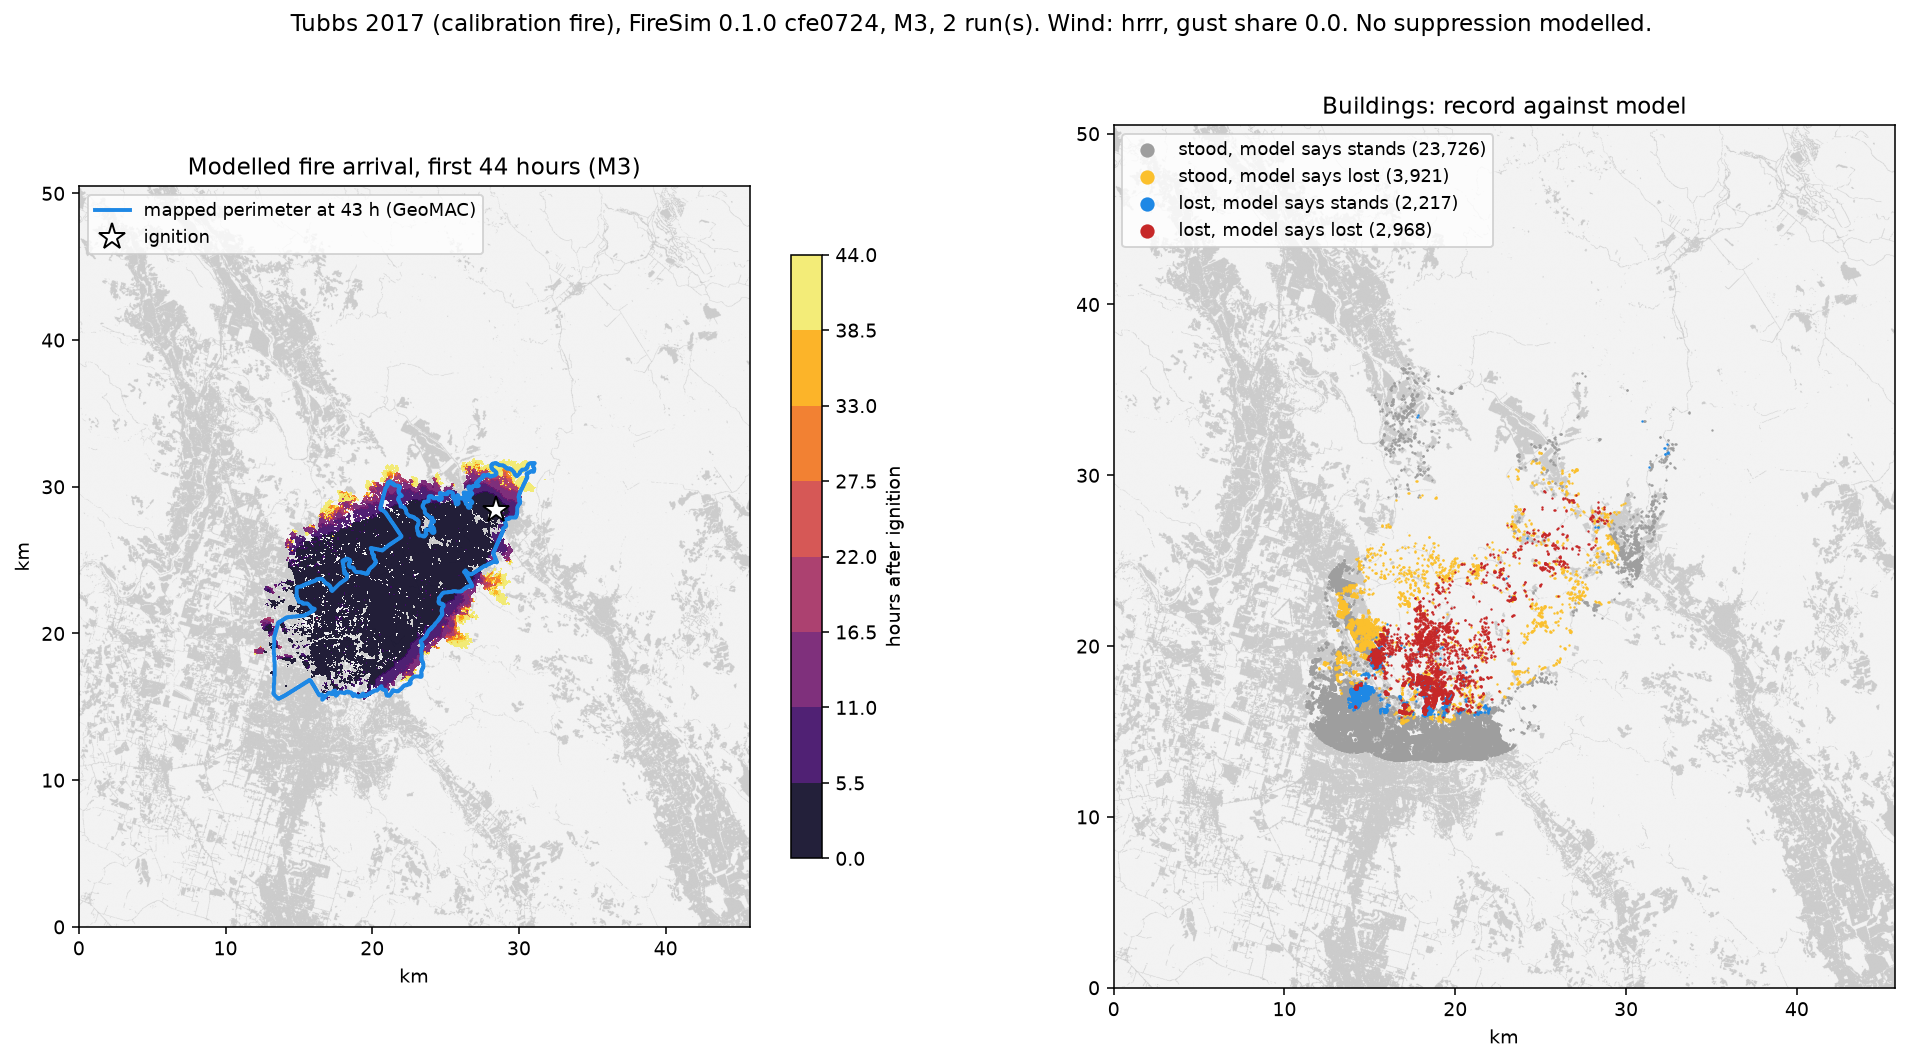 Tubbs 2017 (calibration fire), FireSim 0.1.0 cfe0724, M3, 2 run(s). Wind: hrrr, gust share 0.0. No suppression modelled.
Modelled fire arrival, first 44 hours (M3)
mapped perimeter at 43 h (GeoMAC)
ignition
50
40
30
20
10
0
km
0
10
20
30
40
km
44.0
38.5
33.0
27.5
22.0
16.5
11.0
5.5
0.0
hours after ignition
Buildings: record against model
stood, model says stands (23,726)
stood, model says lost (3,921)
lost, model says stands (2,217)
lost, model says lost (2,968)
50
40
30
20
10
0
0
10
20
30
40
km